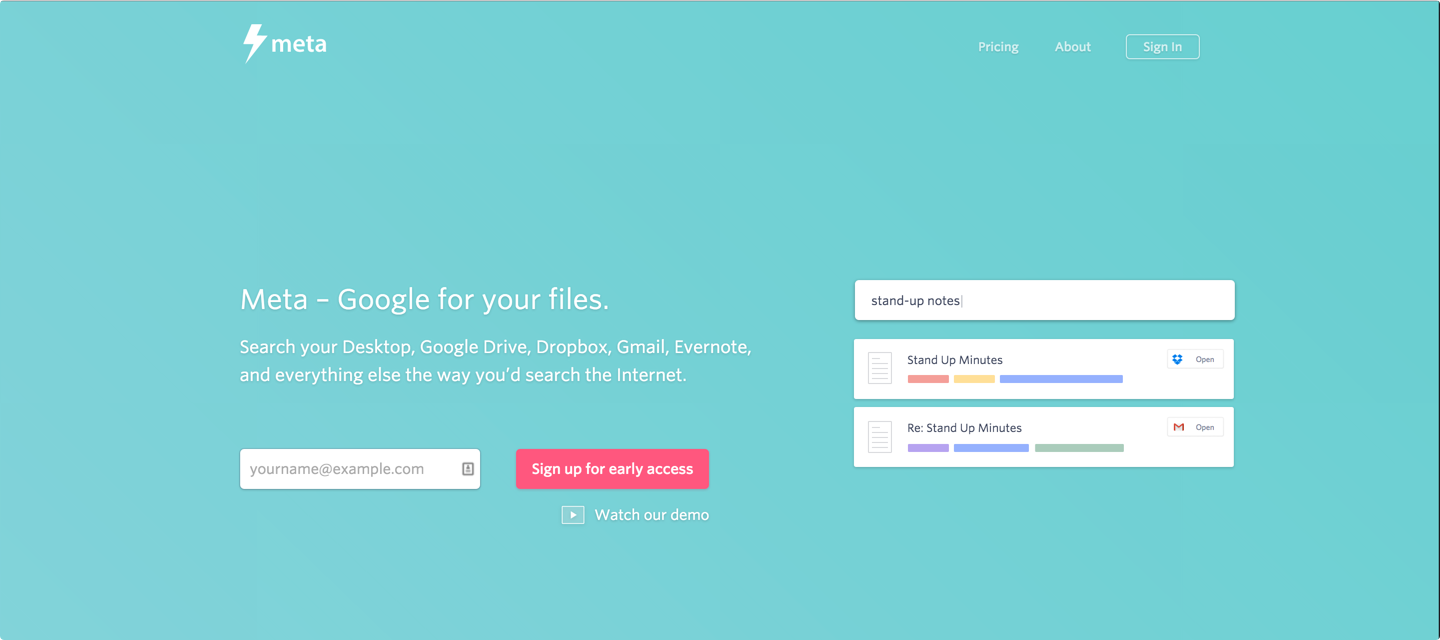 meta
Pricing
About
Sign In
Meta – Google for your files.
Search your Desktop, Google Drive, Dropbox, Gmail, Evernote,
and everything else the way you’d search the Internet.
yourname@example.com
Sign up for early access
Watch our demo
stand-up notes
Stand Up Minutes
Open
Re: Stand Up Minutes
Open